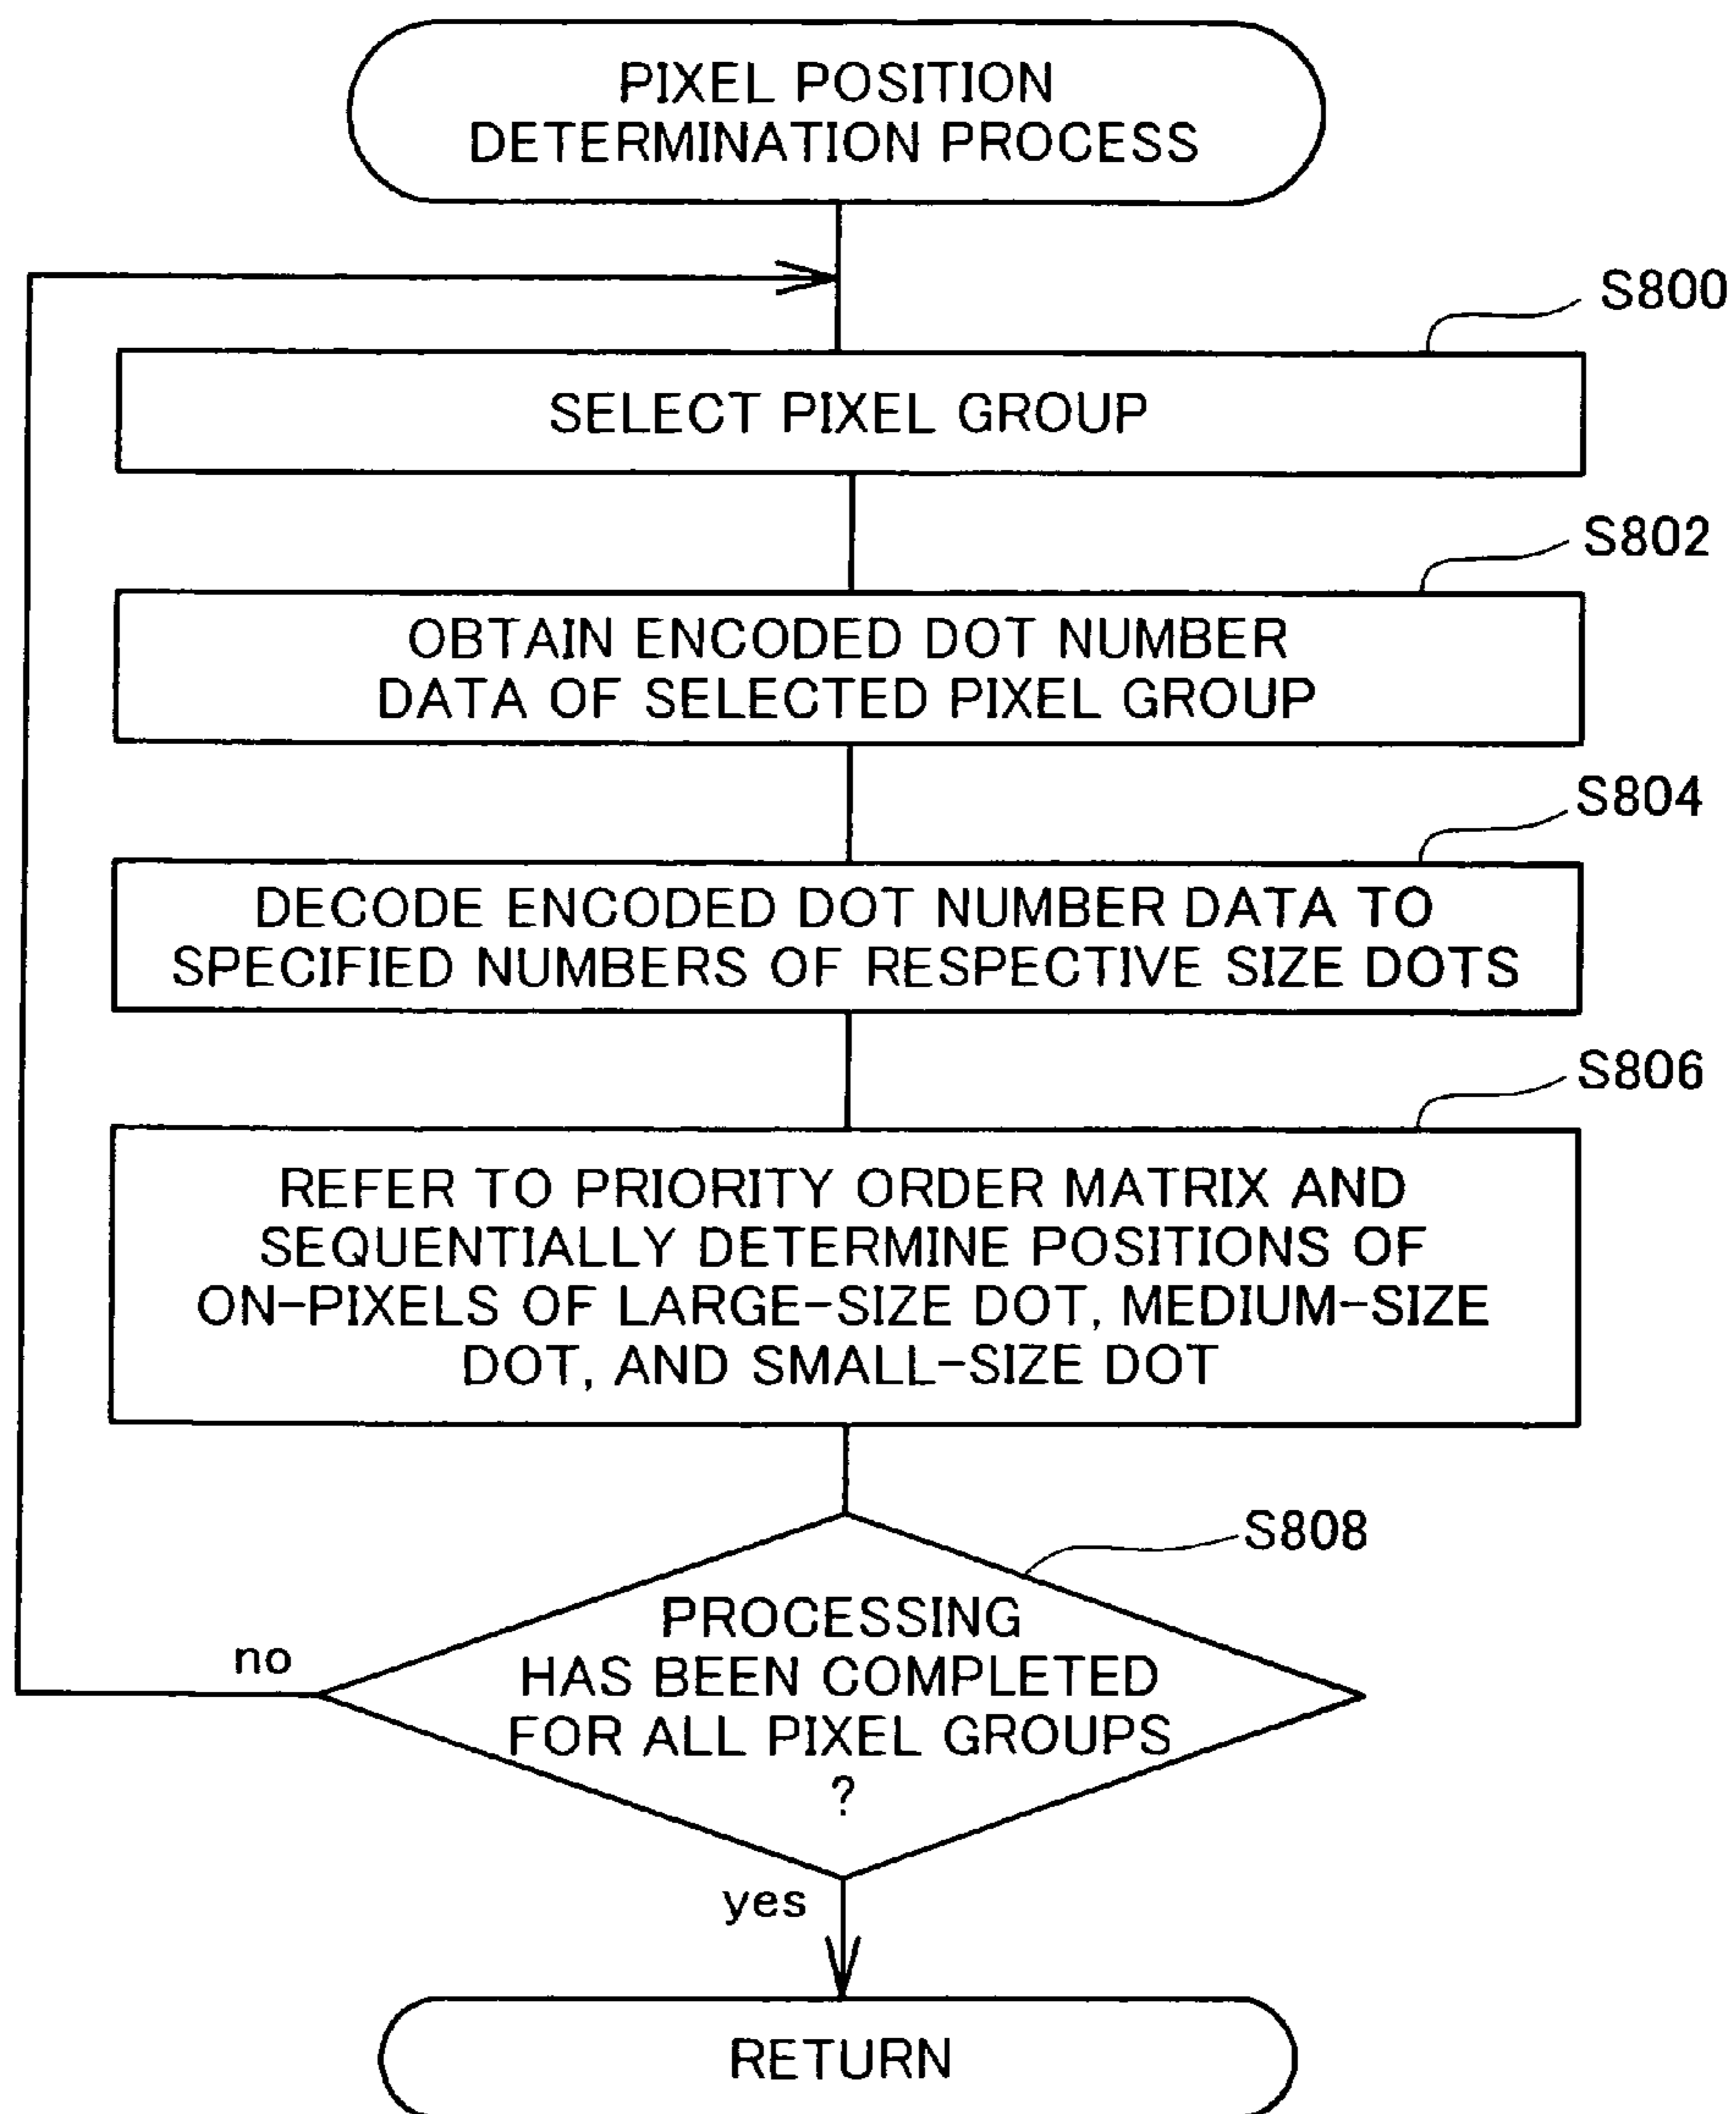 PIXEL POSITION
DETERMINATION PROCESS
S800
SELECT PIXEL GROUP
S802
OBTAIN ENCODED DOT NUMBER
DATA OF SELECTED PIXEL GROUP
S804
DECODE ENCODED DOT NUMBER DATA TO
SPECIFIED NUMBERS OF RESPECTIVE SIZE DOTS
S806
REFER TO PRIORITY ORDER MATRIX AND
SEQUENTIALLY DETERMINE POSITIONS OF
ON-PIXELS OF LARGE-SIZE DOT, MEDIUM-SIZE
DOT, AND SMALL-SIZE DOT
S808
PROCESSING
HAS BEEN COMPLETED
FOR ALL PIXEL GROUPS
?
no
yes
RETURN